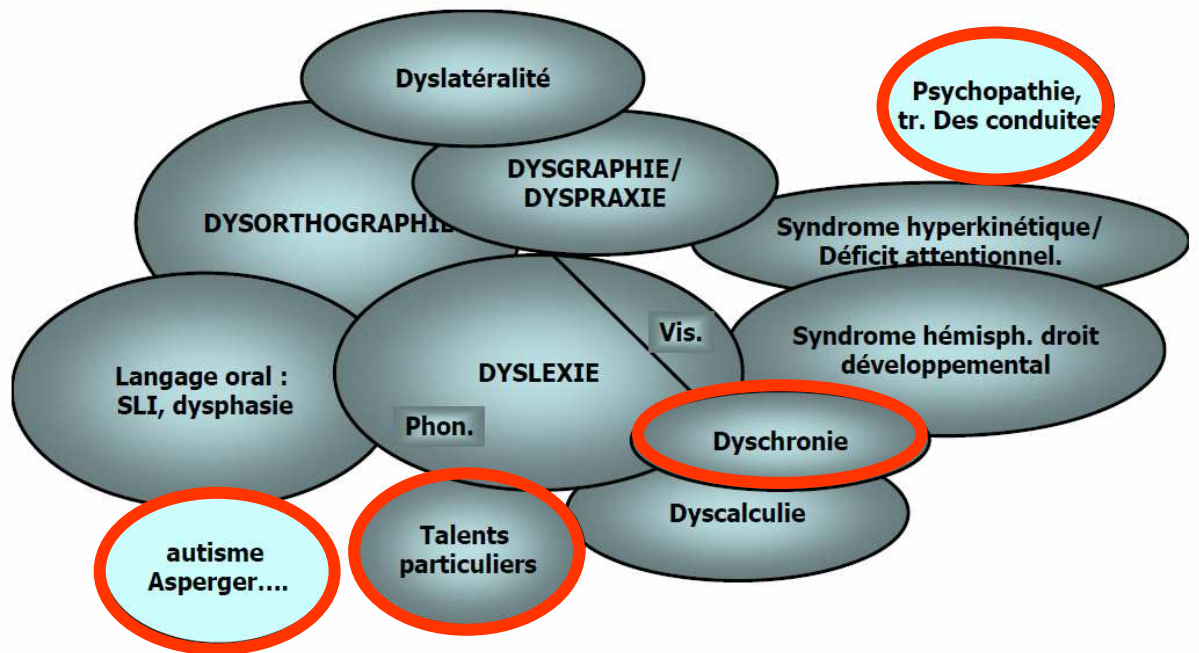 Dyslatéralité
Psychopathie,
tr. Des conduites
DYSGRAPHIE/
DYSPRAXIE
DYSORTHOGRAPHIE
Syndrome hyperkinétique/
Déficit attentionnel.
Vis.
Syndrome hémisph. droit
développemental
Langage oral :
SLI, dysphasie
DYSLEXIE
Phon.
Dyschronie
Dyscalculie
Talents
particuliers
autisme
Asperger....